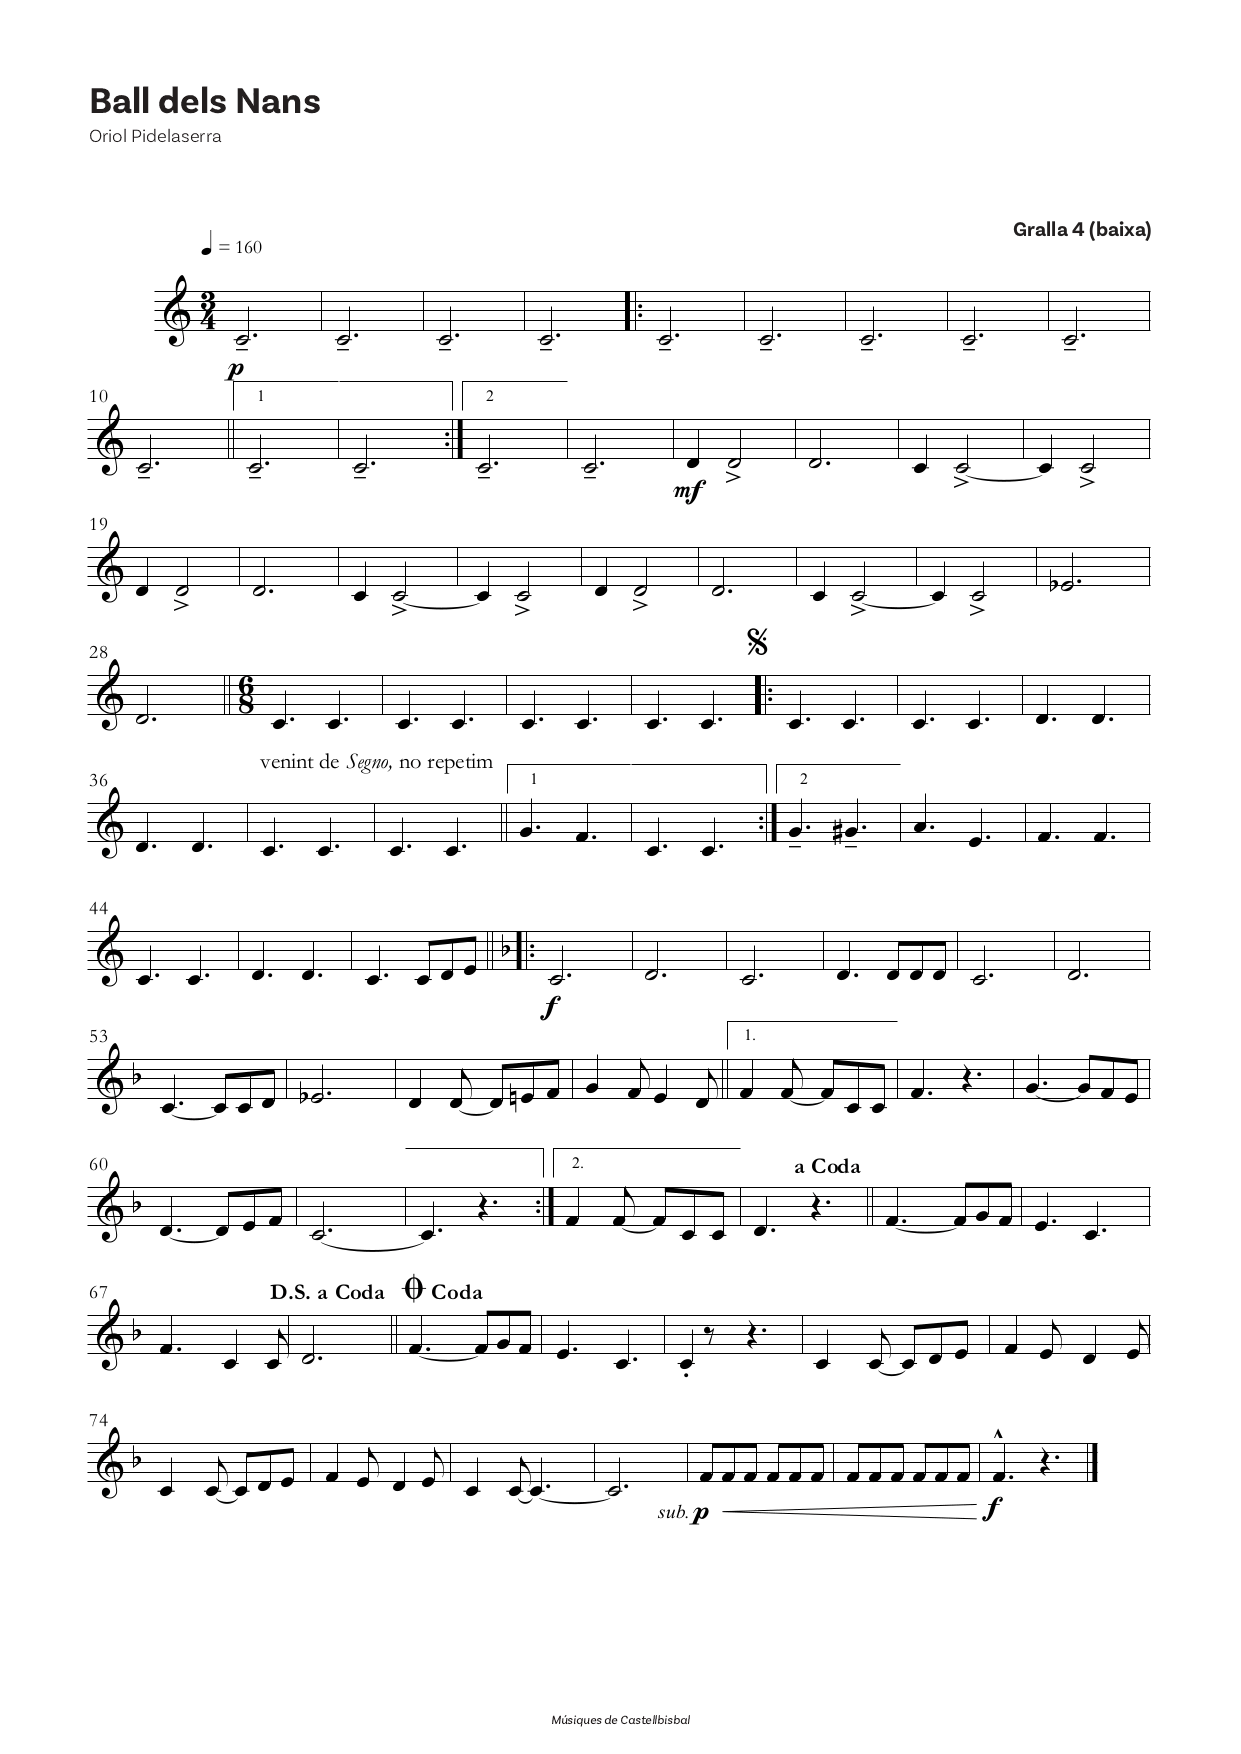 Ball dels Nans
Oriol Pidelaserra
Gralla 4 (baixa)
= 160
3
4
p
10
1
2
mf
19
28
6
8
venint de Segno, no repetim
36
1
2
44
f
53
1.
60
2.
a Coda
67
D.S. a Coda
Coda
74
sub. p
f
Músiques de Castellbisbal